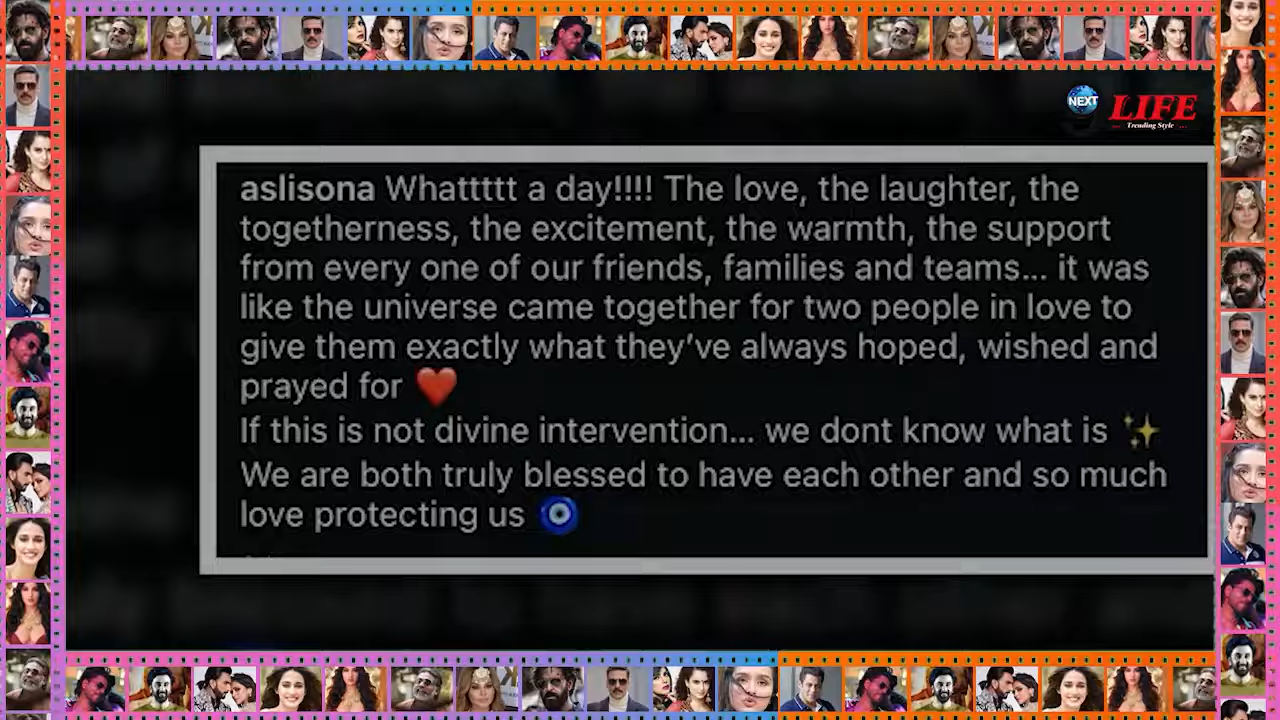 NEXT
9
LIFE
Trending Style
aslisona Whattttt a day!!!! The love, the laughter, the
togetherness, the excitement, the warmth, the support
from every one of our friends, families and teams... it was
like the universe came together for two people in love to
give them exactly what they’ve always hoped, wished and
prayed for ❤️
If this is not divine intervention... we dont know what is ✨
We are both truly blessed to have each other and so much
love protecting us 🧿